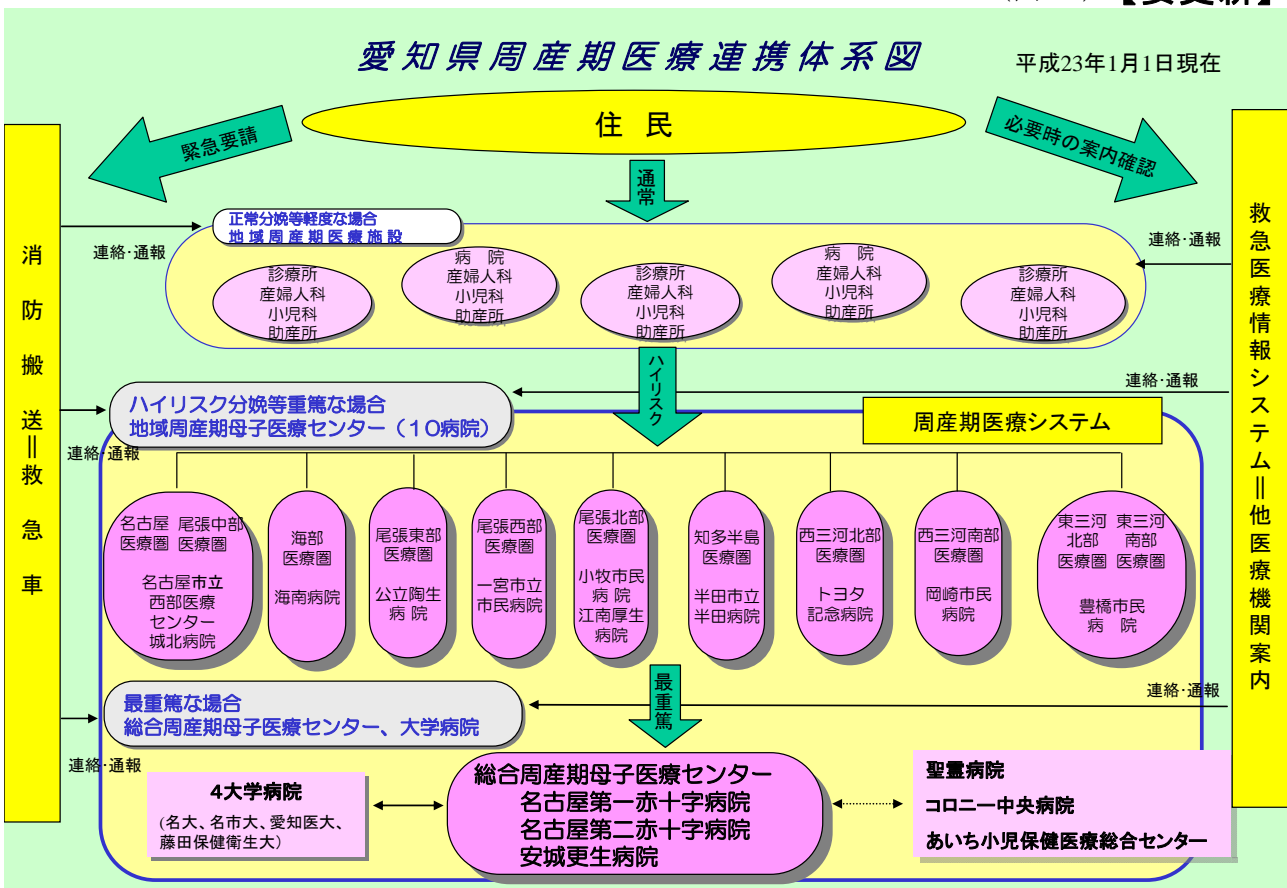 【要更新】
愛知県周産期医療連携体系図
平成23年1月1日現在
住 民
緊急要請
必要時の案内確認
通常
消防搬送＝救急車
救急医療情報システム＝他医療機関案内
正常分娩等軽度な場合
地域周産期医療施設
連絡・通報
連絡・通報
診療所
産婦人科
小児科
助産所
病 院
産婦人科
小児科
助産所
診療所
産婦人科
小児科
助産所
病 院
産婦人科
小児科
助産所
診療所
産婦人科
小児科
助産所
ハイリスク
連絡・通報
ハイリスク分娩等重篤な場合
地域周産期母子医療センター（１０病院）
周産期医療システム
連絡・通報
名古屋 尾張中部
医療圏 医療圏
名古屋市立
西部医療
センター
城北病院
海部
医療圏
海南病院
尾張東部
医療圏
公立陶生
病 院
尾張西部
医療圏
一宮市立
市民病院
尾張北部
医療圏
小牧市民
病 院
江南厚生
病院
知多半島
医療圏
半田市立
半田病院
西三河北部
医療圏
トヨタ
記念病院
西三河南部
医療圏
岡崎市民
病院
東三河 東三河
北部 南部
医療圏 医療圏
豊橋市民
病 院
最重篤
連絡・通報
最重篤な場合
総合周産期母子医療センター、大学病院
連絡・通報
4大学病院
(名大、名市大、愛知医大、
藤田保健衛生大)
総合周産期母子医療センター
名古屋第一赤十字病院
名古屋第二赤十字病院
安城更生病院
聖霊病院
コロニー中央病院
あいち小児保健医療総合センター